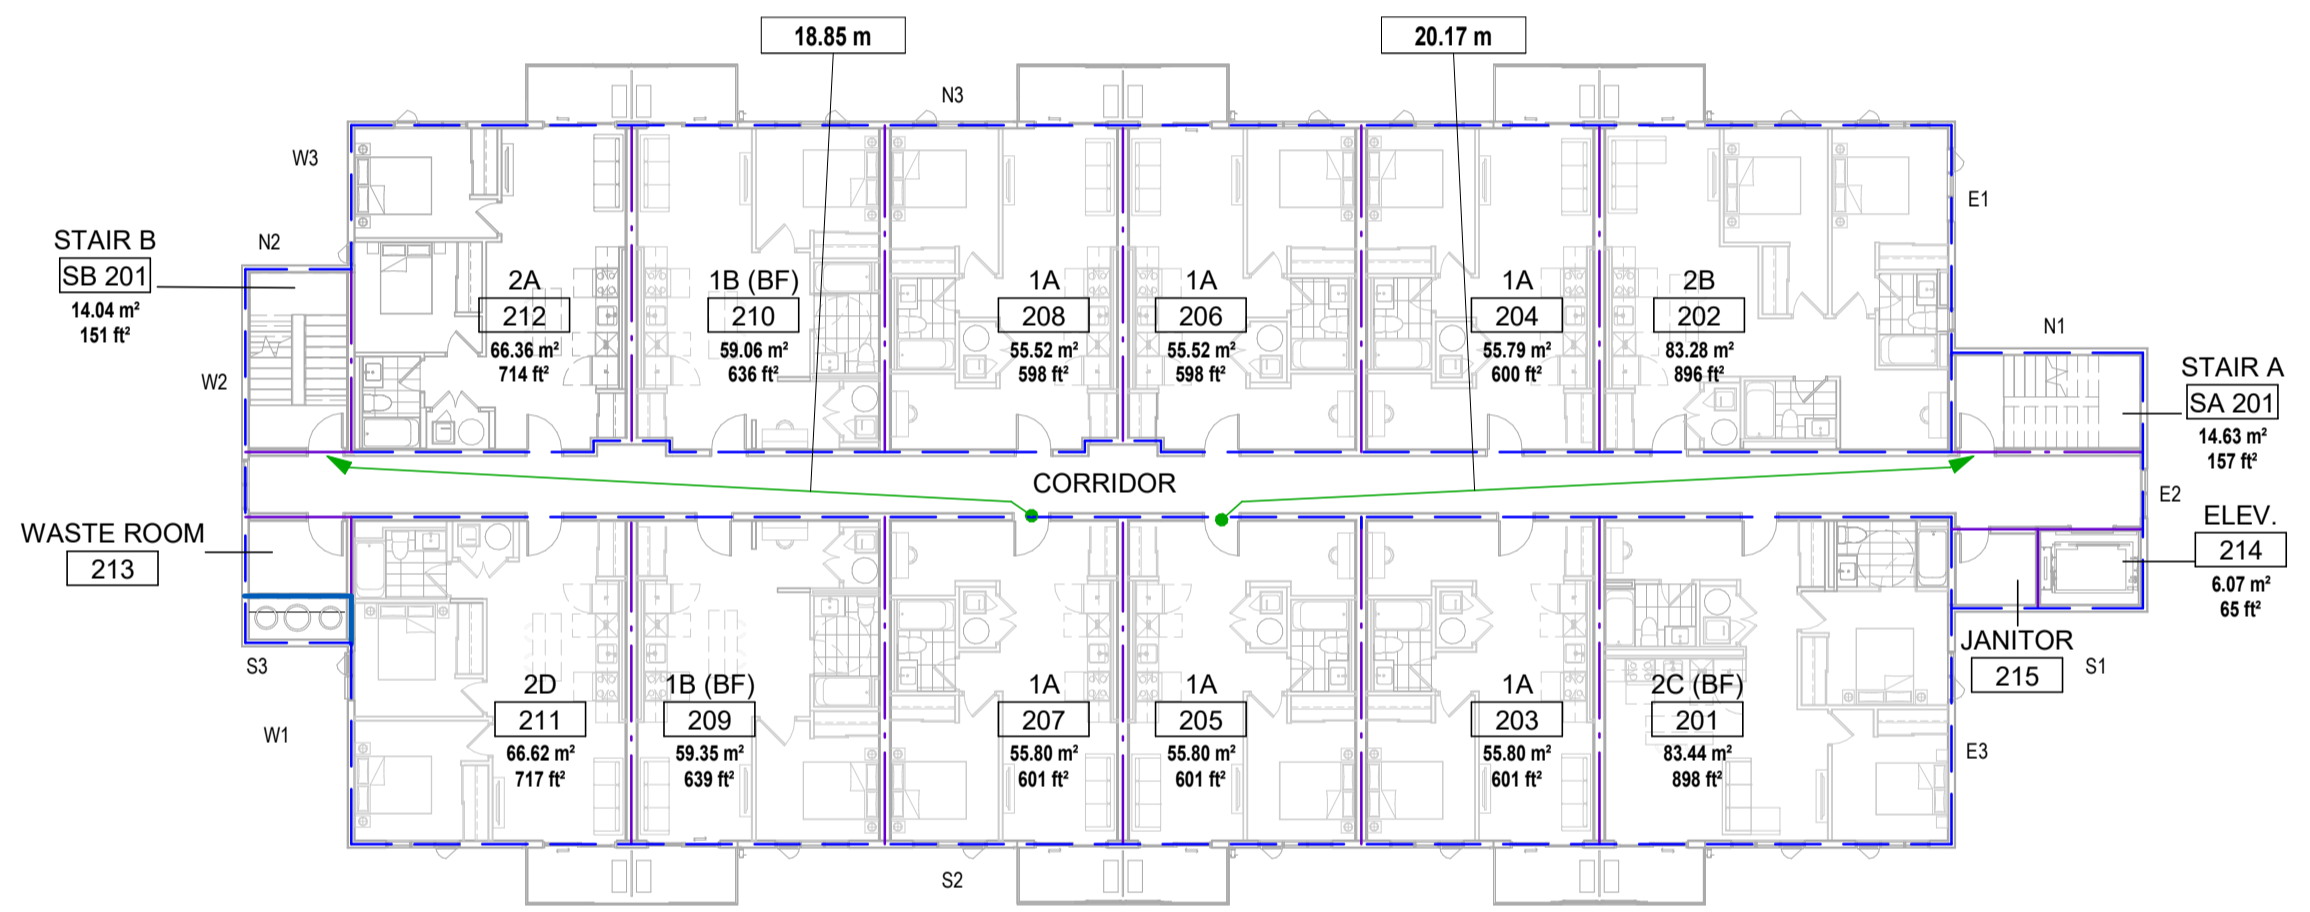 18.85 m
20.17 m
N3
W3
E1
STAIR B
SB 201
14.04 m²
151 ft²
N2
W2
2A
212
66.36 m²
714 ft²
1B (BF)
210
59.06 m²
636 ft²
1A
208
55.52 m²
598 ft²
1A
206
55.52 m²
598 ft²
1A
204
55.79 m²
600 ft²
2B
202
83.28 m²
896 ft²
N1
STAIR A
SA 201
14.63 m²
157 ft²
CORRIDOR
E2
WASTE ROOM
213
ELEV.
214
6.07 m²
65 ft²
JANITOR
215
S1
S3
W1
2D
211
66.62 m²
717 ft²
1B (BF)
209
59.35 m²
639 ft²
1A
207
55.80 m²
601 ft²
1A
205
55.80 m²
601 ft²
1A
203
55.80 m²
601 ft²
2C (BF)
201
83.44 m²
898 ft²
E3
S2